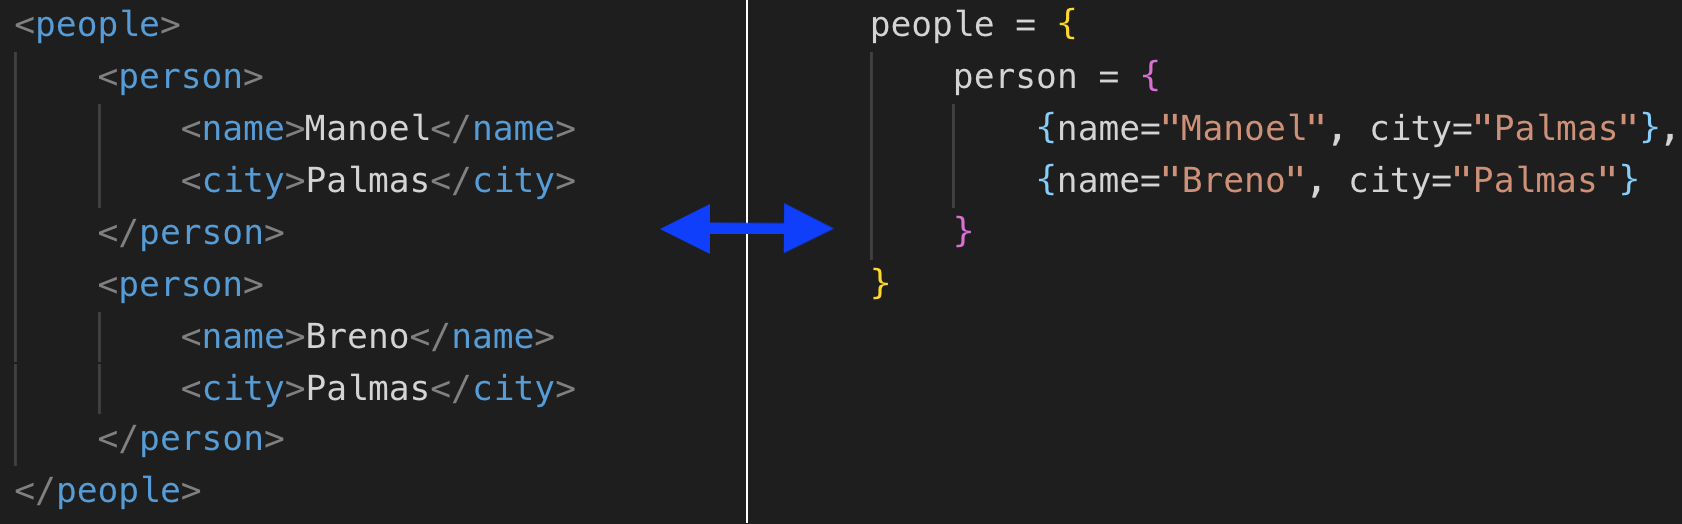 <people>
    <person>
        <name>Manoel</name>
        <city>Palmas</city>
    </person>
    <person>
        <name>Breno</name>
        <city>Palmas</city>
    </person>
</people>
people = {
    person = {
        {name="Manoel", city="Palmas"},
        {name="Breno", city="Palmas"}
    }
}